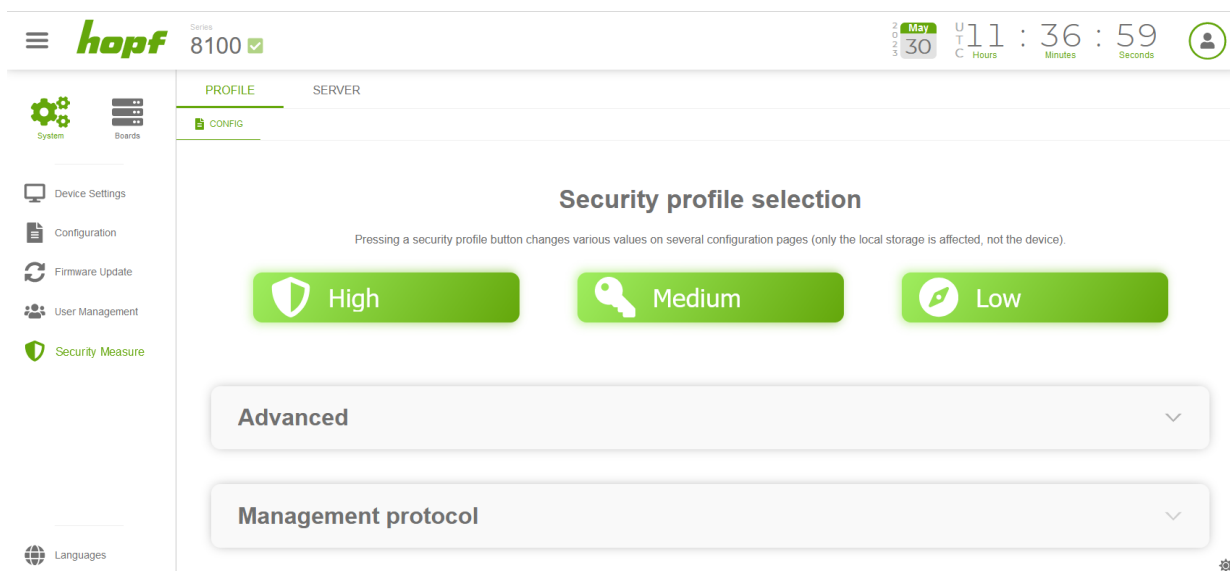 hopf
Series
8100
2023
May
30
UTC
11 : 36 : 59
Hours Minutes Seconds
System Boards
PROFILE SERVER
CONFIG
Device Settings
Configuration
Firmware Update
User Management
Security Measure
Languages
Security profile selection
Pressing a security profile button changes various values on several configuration pages (only the local storage is affected, not the device).
High Medium Low
Advanced
Management protocol